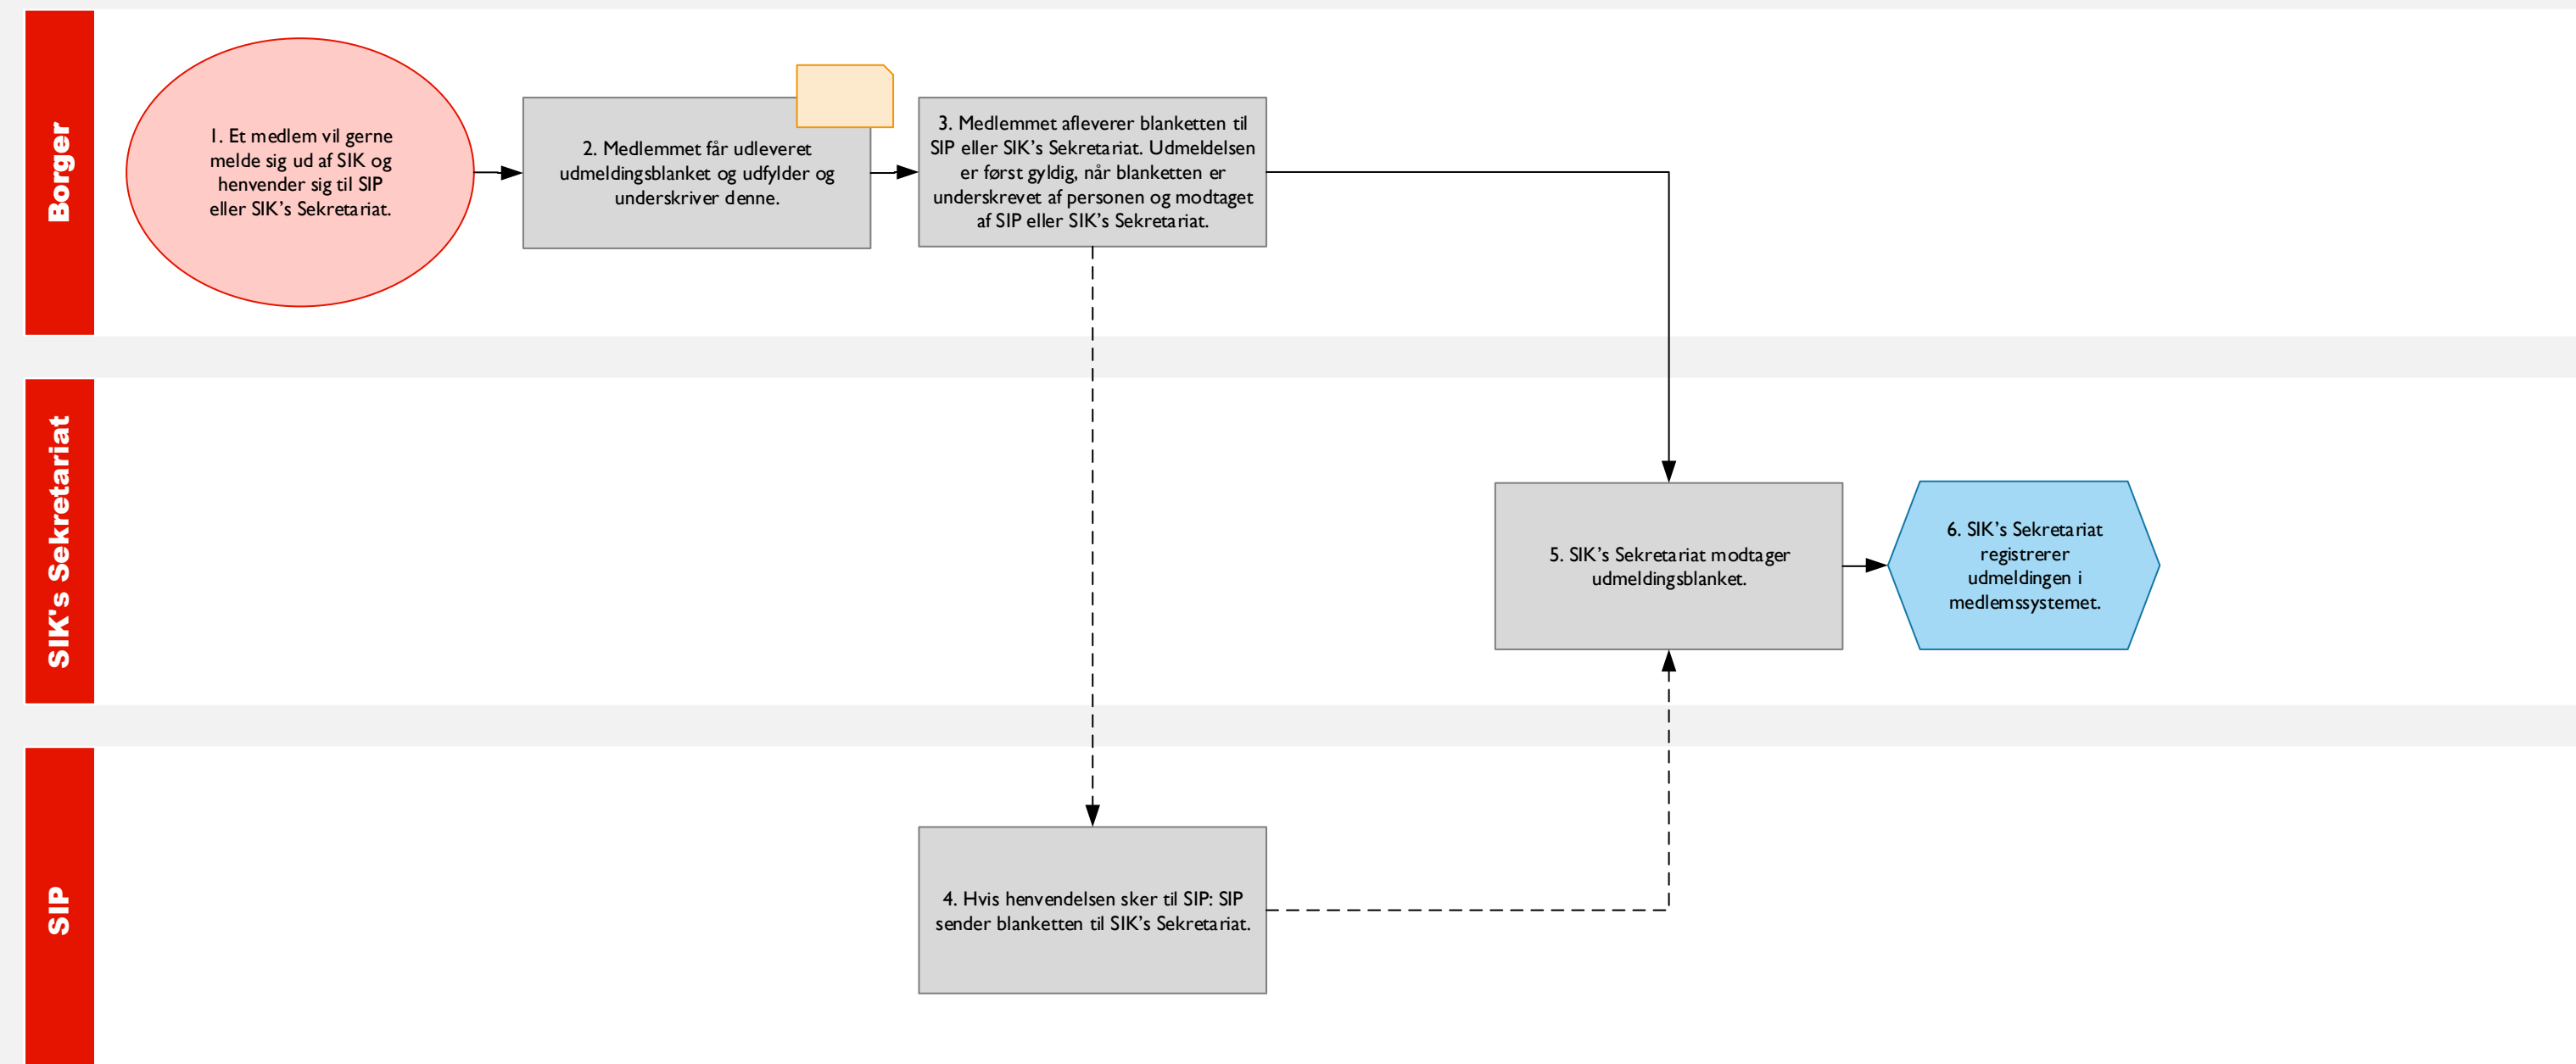 Borger
1. Et medlem vil gerne
melde sig ud af SIK og
henvender sig til SIP
eller SIK’s Sekretariat.
2. Medlemmet får udleveret
udmeldingsblanket og udfylder og
underskriver denne.
3. Medlemmet afleverer blanketten til
SIP eller SIK’s Sekretariat. Udmeldelsen
er først gyldig, når blanketten er
underskrevet af personen og modtaget
af SIP eller SIK’s Sekretariat.
SIK's Sekretariat
5. SIK’s Sekretariat modtager
udmeldingsblanket.
6. SIK’s Sekretariat
registrerer
udmeldingen i
medlemssystemet.
SIP
4. Hvis henvendelsen sker til SIP: SIP
sender blanketten til SIK’s Sekretariat.